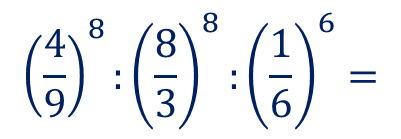 (4/9)^8 : (8/3)^8 : (1/6)^6 =